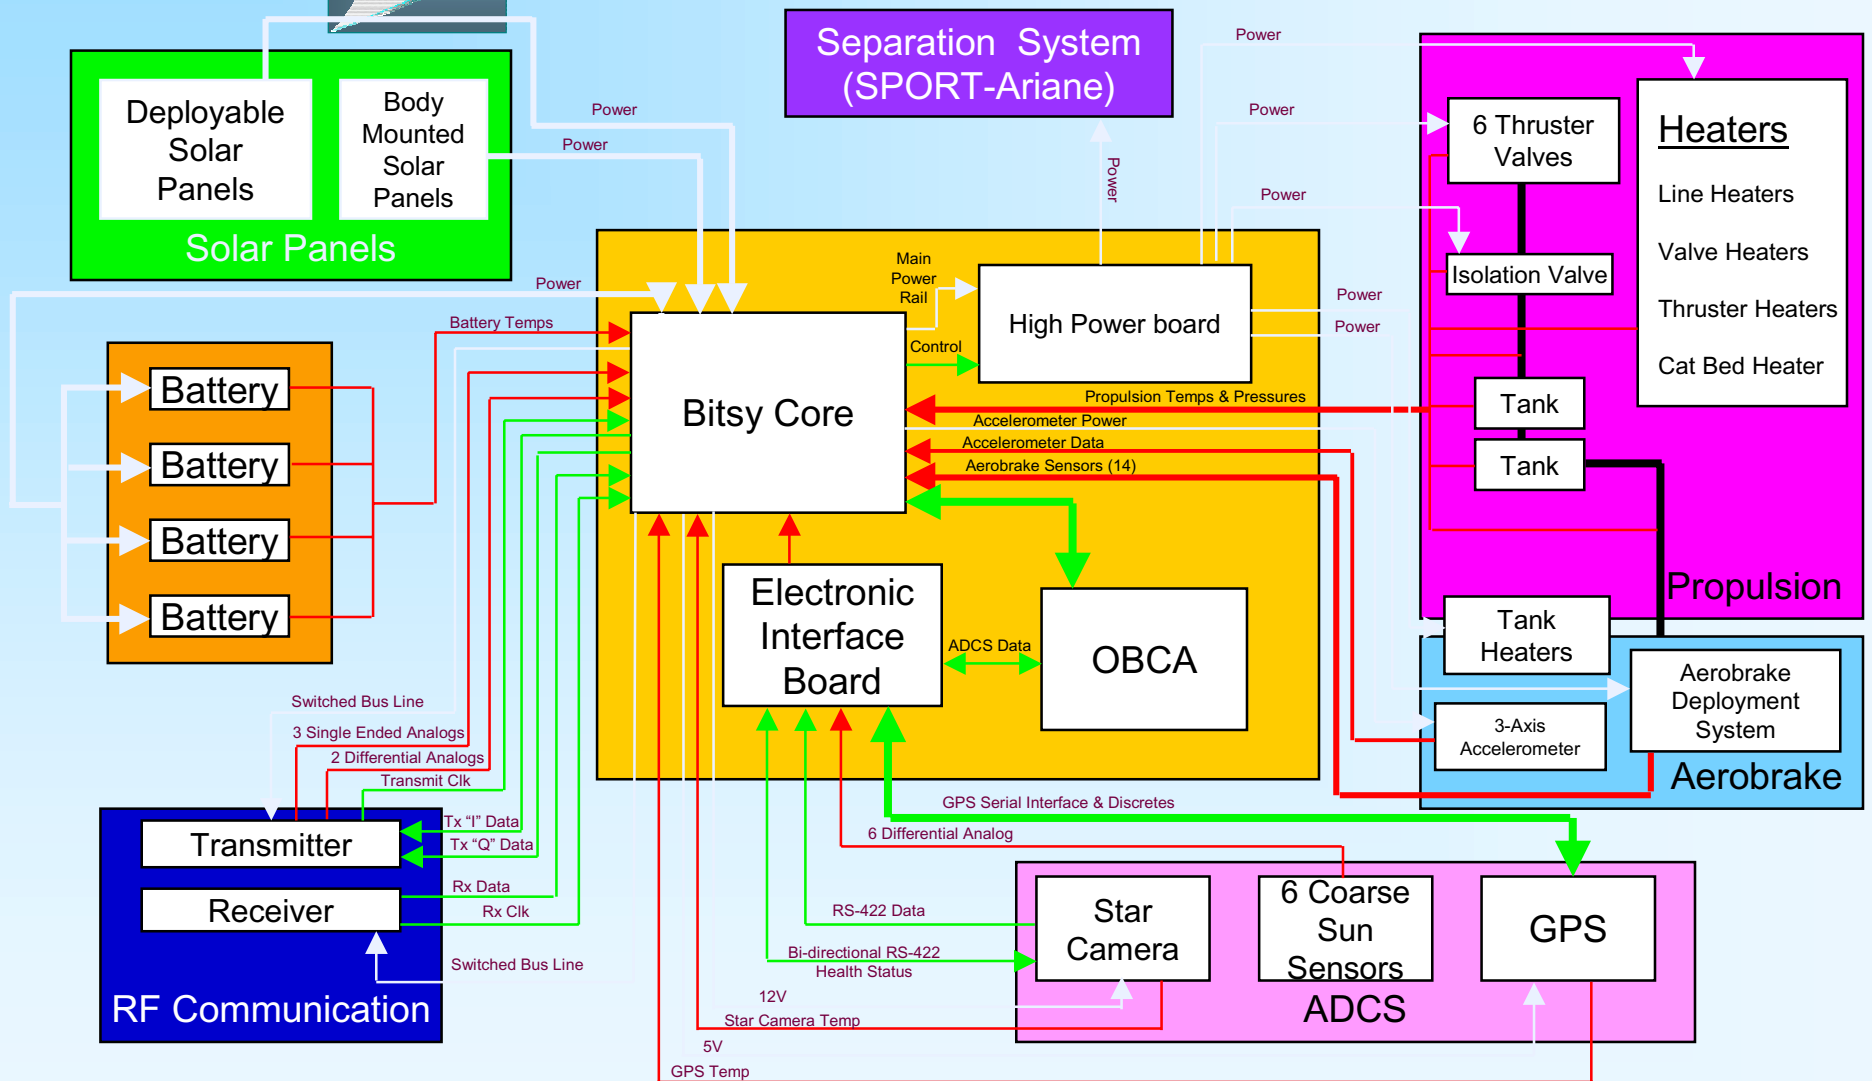 Separation System
(SPORT-Ariane)
Power
Deployable
Solar
Panels
Body
Mounted
Solar
Panels
Solar Panels
Power
Power
Power
Power
Power
Power
6 Thruster
Valves
Isolation Valve
Heaters
Line Heaters
Valve Heaters
Thruster Heaters
Cat Bed Heater
Tank
Tank
Propulsion
Power
Battery Temps
Battery
Battery
Battery
Battery
Main
Power
Rail
Control
High Power board
Power
Power
Bitsy Core
Propulsion Temps & Pressures
Accelerometer Power
Accelerometer Data
Aerobrake Sensors (14)
Electronic
Interface
Board
ADCS Data
OBCA
Tank
Heaters
3-Axis
Accelerometer
Aerobrake
Deployment
System
Aerobrake
Switched Bus Line
3 Single Ended Analogs
2 Differential Analogs
Transmit Clk
Tx “I” Data
Tx “Q” Data
Transmitter
Receiver
Rx Data
Rx Clk
Switched Bus Line
RF Communication
GPS Serial Interface & Discretes
6 Differential Analog
RS-422 Data
Bi-directional RS-422
Health Status
12V
Star Camera Temp
5V
GPS Temp
Star
Camera
6 Coarse
Sun
Sensors
GPS
ADCS